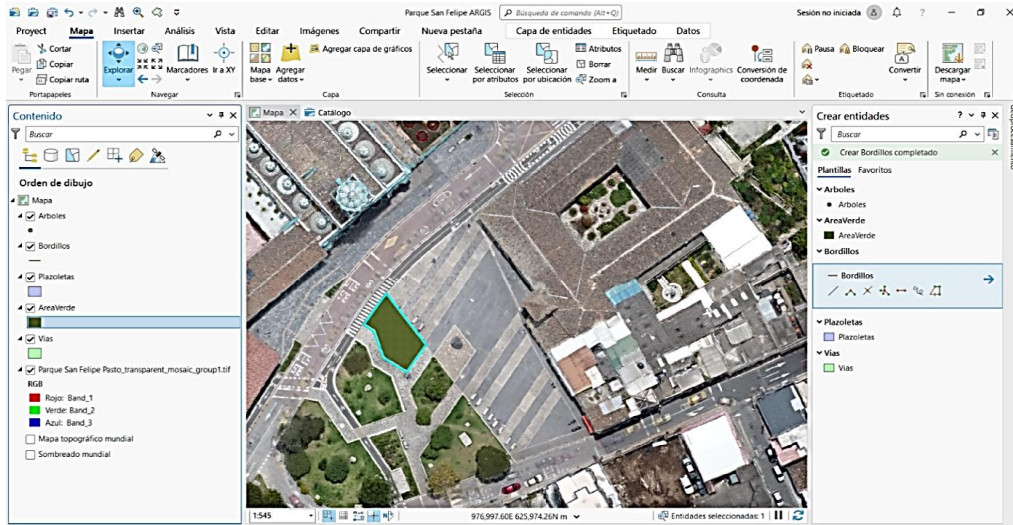 Parque San Felipe ARGIS
Búsqueda de comando (Alt+Q)
Sesión no iniciada
Proyect Mapa Insertar Análisis Vista Editar Imágenes Compartir Nueva pestaña Capa de entidades Etiquetado Datos
Pegar
Cortar
Copiar
Copiar ruta
Portapapeles
Explorar
Marcadores
Ir a XY
Navegar
Mapa base
Agregar datos
Agregar capa de gráficos
Capa
Seleccionar
Seleccionar por atributos
Seleccionar por ubicación
Atributos
Borrar
Zoom a
Selección
Medir
Buscar
Infographics
Conversión de coordenada
Consulta
Pausa
Bloquear
Convertir
Etiquetado
Descargar mapa
Sin conexión
Contenido
Buscar
Orden de dibujo
Mapa
Arboles
Bordillos
Plazoletas
AreaVerde
Vias
Parque San Felipe Pasto_transparent_mosaic_group1.tif
RGB
Rojo: Band_1
Verde: Band_2
Azul: Band_3
Mapa topográfico mundial
Sombreado mundial
Mapa
Catálogo
1:545
976,997.60E 625,974.26N m
Entidades seleccionadas: 1
Crear entidades
Buscar
Crear Bordillos completado
Plantillas Favoritos
Arboles
Arboles
AreaVerde
AreaVerde
Bordillos
Bordillos
Plazoletas
Plazoletas
Vias
Vias